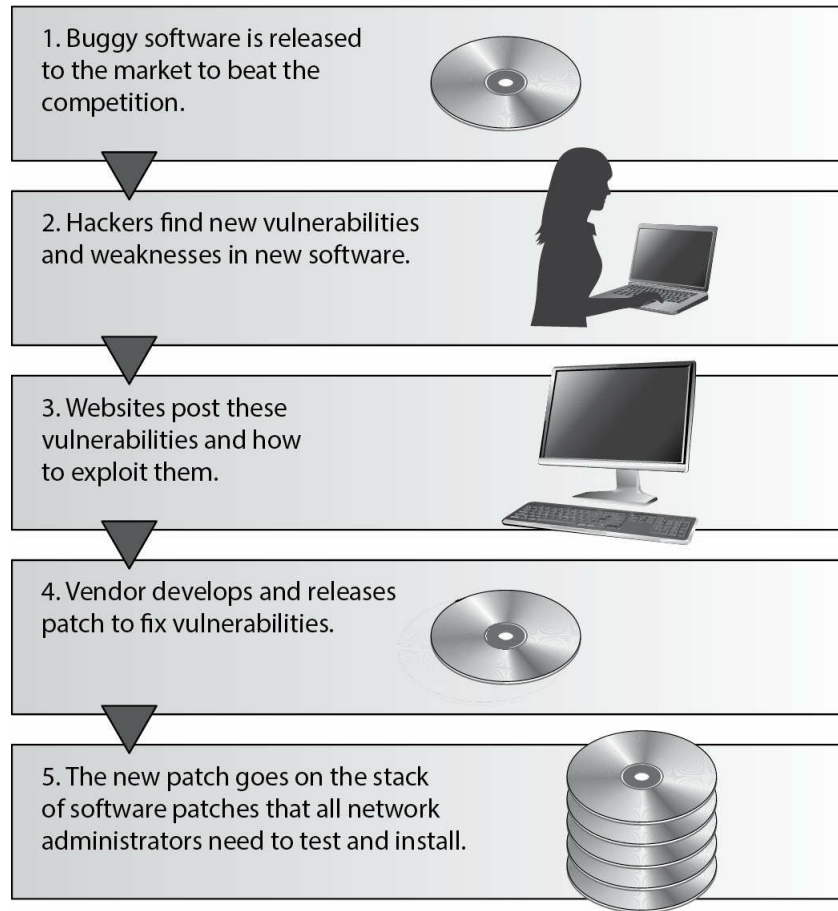 1. Buggy software is released
to the market to beat the
competition.
2. Hackers find new vulnerabilities
and weaknesses in new software.
3. Websites post these
vulnerabilities and how
to exploit them.
4. Vendor develops and releases
patch to fix vulnerabilities.
5. The new patch goes on the stack
of software patches that all network
administrators need to test and install.